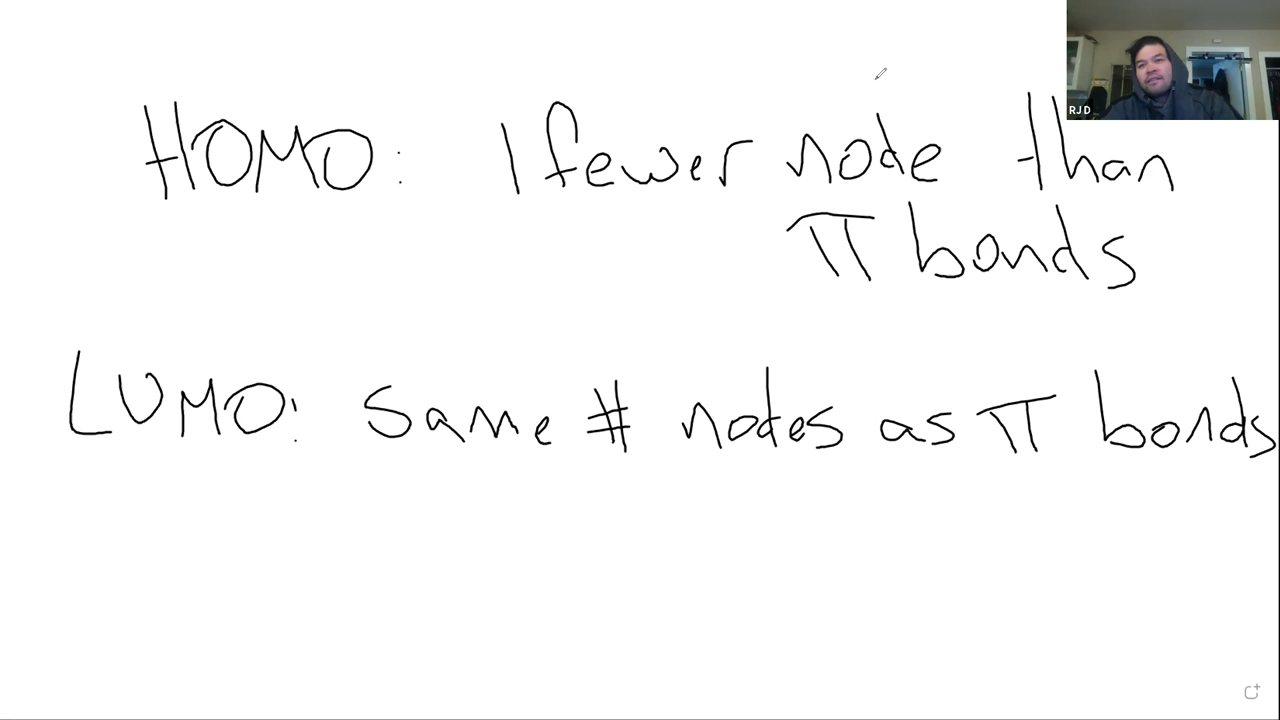 RJD
HOMO: 1 fewer node than
π bonds
LUMO: same # nodes as π bonds